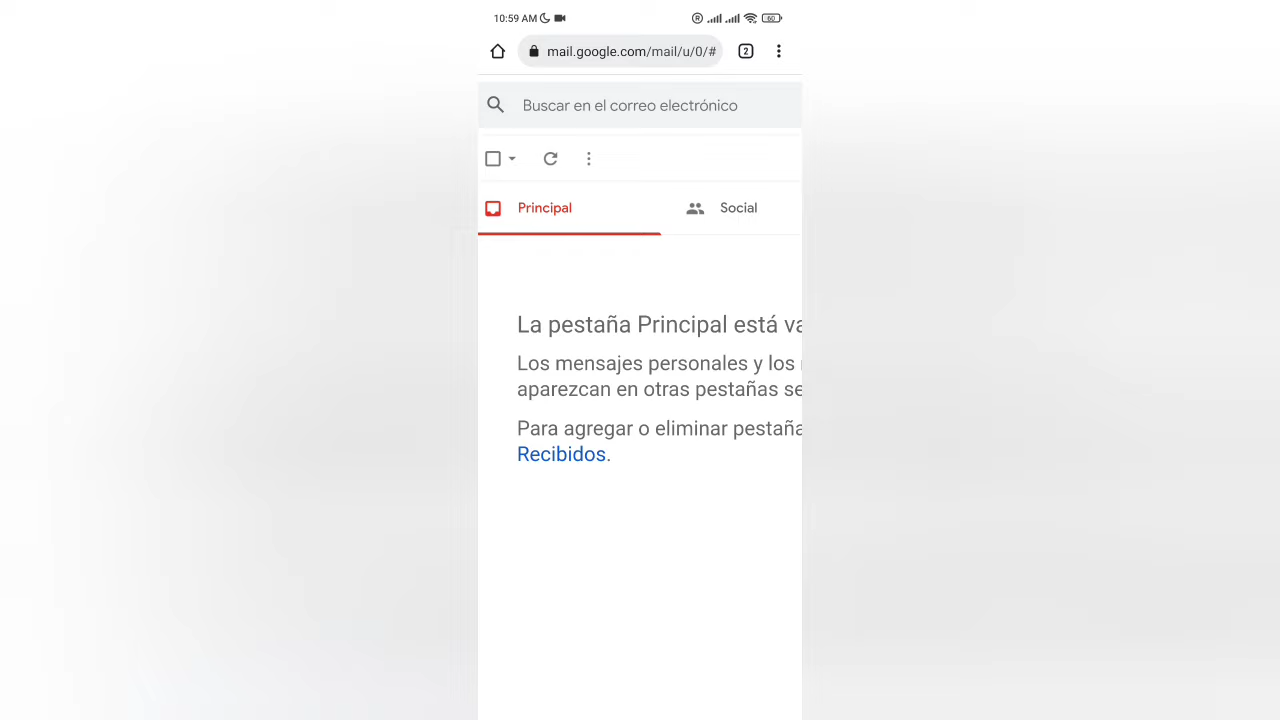 10:59 AM
R
60
mail.google.com/mail/u/0/#
2
Buscar en el correo electrónico
Principal
Social
La pestaña Principal está va
Los mensajes personales y los
aparezcan en otras pestañas se
Para agregar o eliminar pestaña
Recibidos.